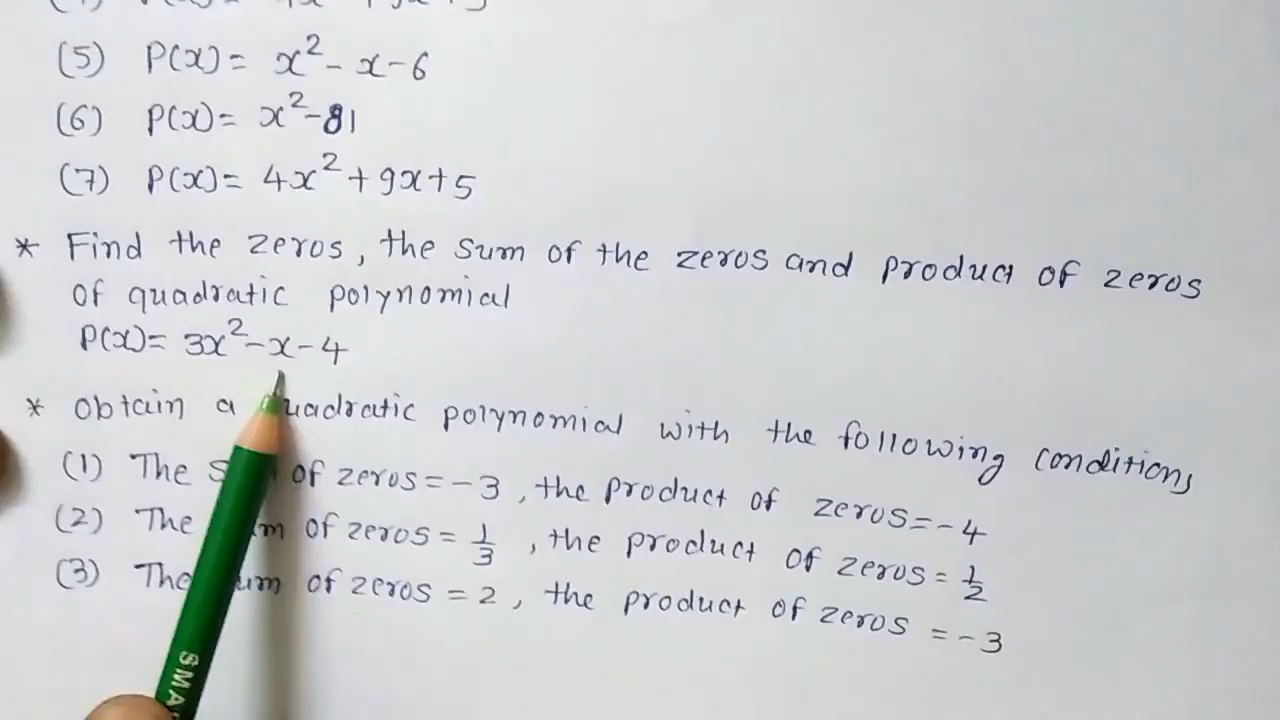 (5) P(x)= x²-x-6
(6) P(x)= x²-81
(7) P(x)= 4x²+9x+5
* Find the zeros, the sum of the zeros and product of zeros
of quadratic polynomial
P(x)= 3x²-x-4
* obtain a quadratic polynomial with the following conditions
(1) The of zeros=-3, the product of zeros=-4
(2) The of zeros= 1/3, the product of zeros= 1/2
(3) The of zeros = 2, the product of zeros = -3
SMA